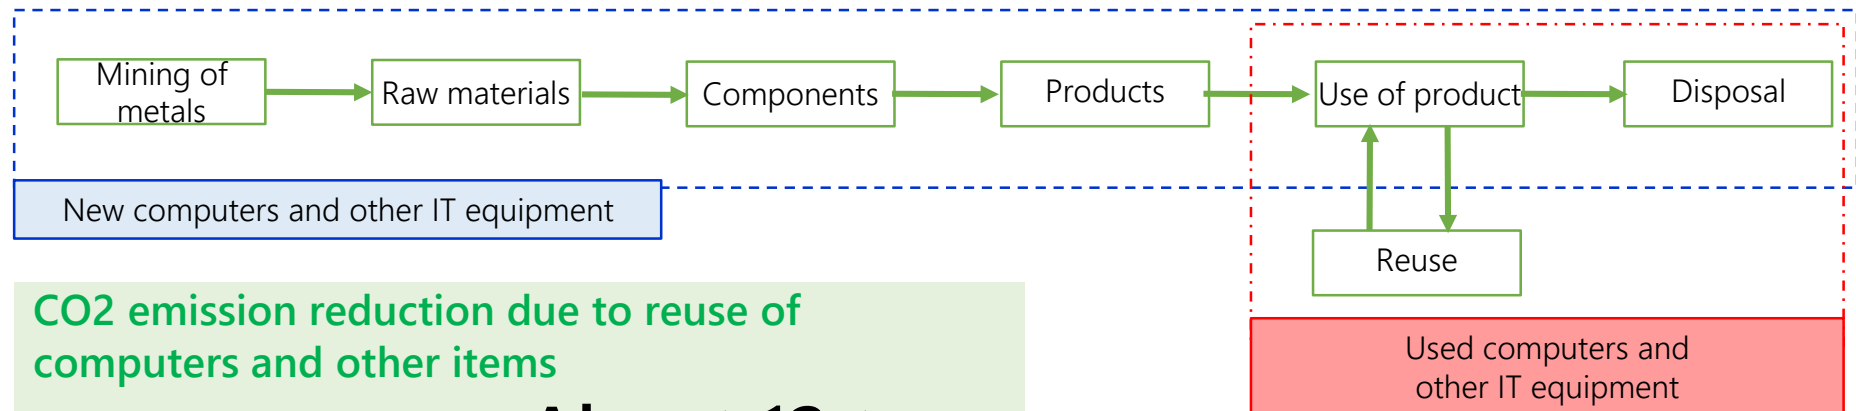 Mining of
metals
Raw materials
Components
Products
Use of product
Disposal
New computers and other IT equipment
Reuse
CO2 emission reduction due to reuse of
computers and other items
Used computers and
other IT equipment